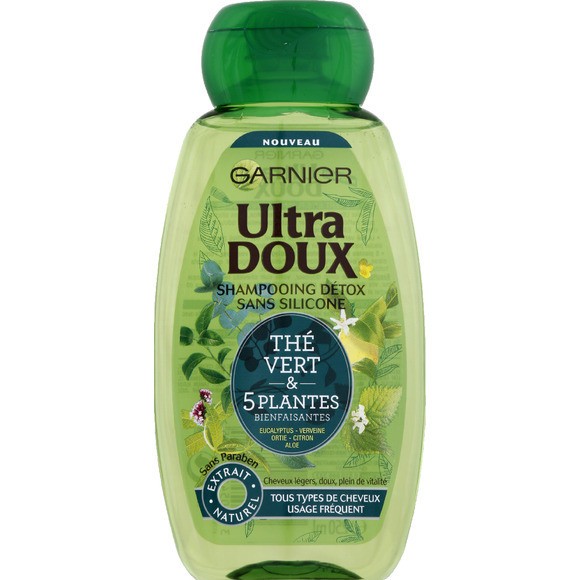 NOUVEAU
GARNIER
Ultra
DOUX
SHAMPOOING DÉTOX
SANS SILICONE
THÉ
VERT
&
5 PLANTES
BIENFAISANTES
EUCALYPTUS - VERVEINE
ORTIE - CITRON
ALOE
Sans Paraben
EXTRAIT
NATUREL
Cheveux légers, doux, plein de vitalité
TOUS TYPES DE CHEVEUX
USAGE FRÉQUENT